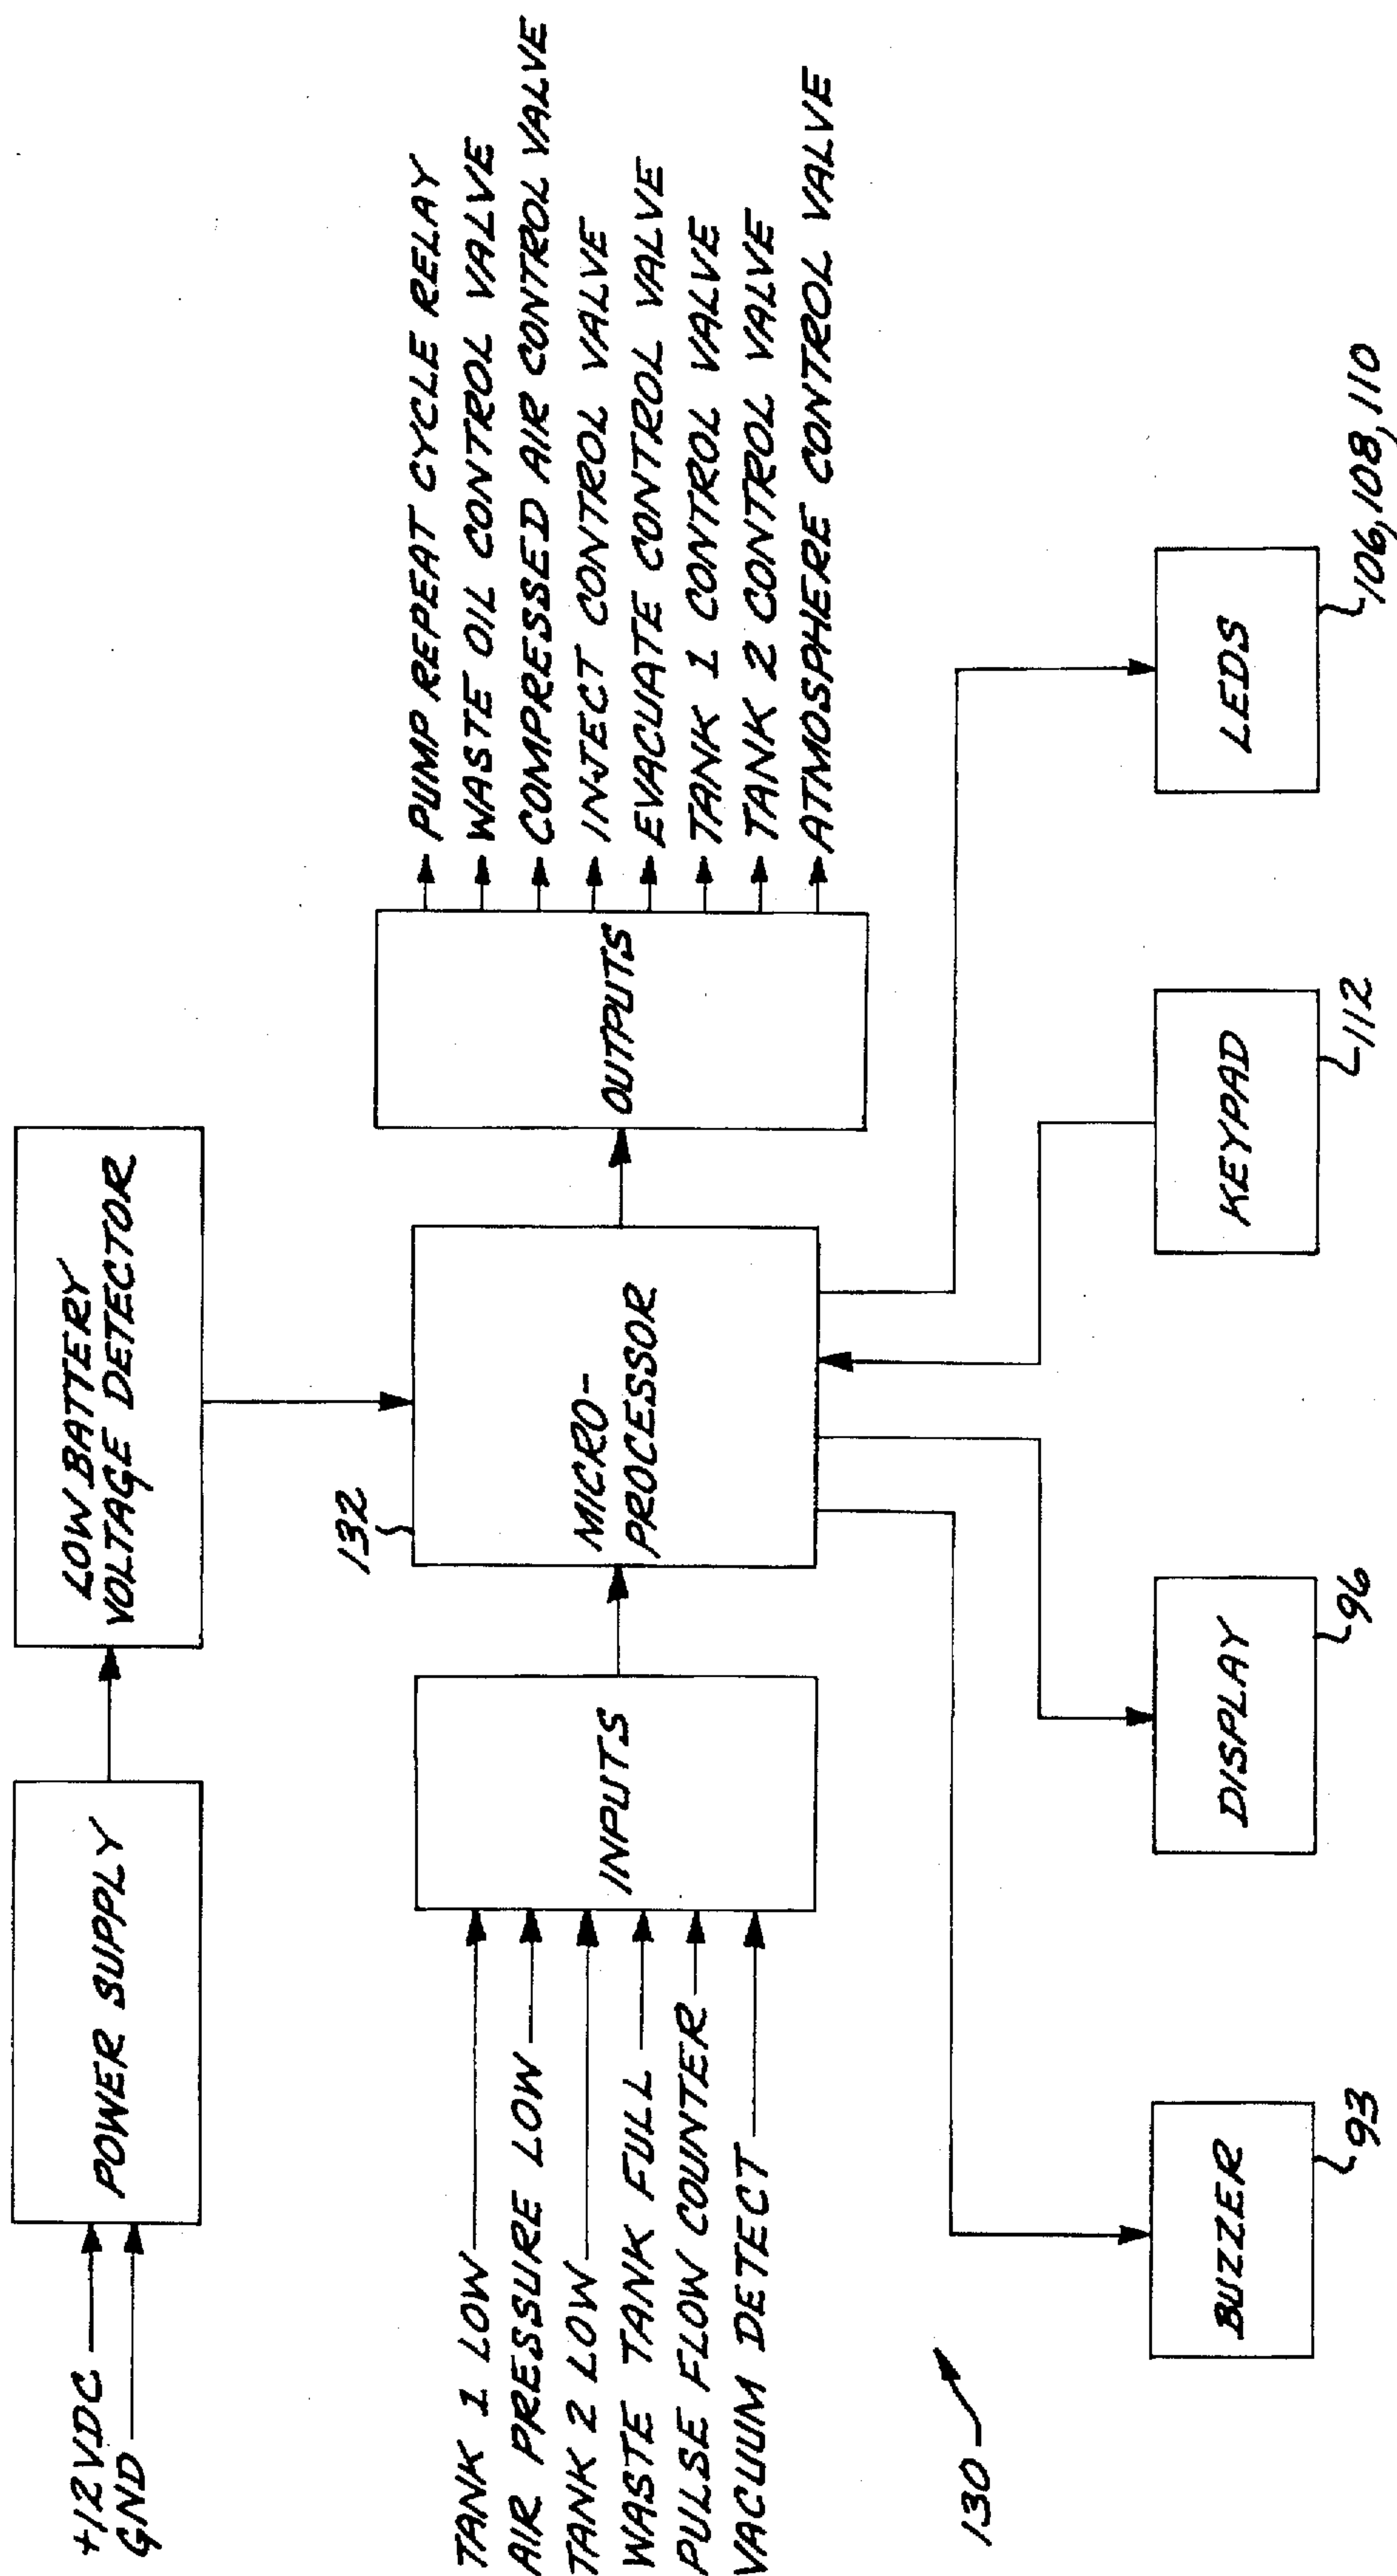 +12VDC
GND
POWER SUPPLY
LOW BATTERY
VOLTAGE DETECTOR
TANK 1 LOW
AIR PRESSURE LOW
TANK 2 LOW
WASTE TANK FULL
PULSE FLOW COUNTER
VACUUM DETECT
INPUTS
132
MICRO-
PROCESSOR
OUTPUTS
PUMP REPEAT CYCLE RELAY
WASTE OIL CONTROL VALVE
COMPRESSED AIR CONTROL VALVE
INJECT CONTROL VALVE
EVACUATE CONTROL VALVE
TANK 1 CONTROL VALVE
TANK 2 CONTROL VALVE
ATMOSPHERE CONTROL VALVE
130
BUZZER
93
DISPLAY
96
KEYPAD
112
LEDS
106,108,110